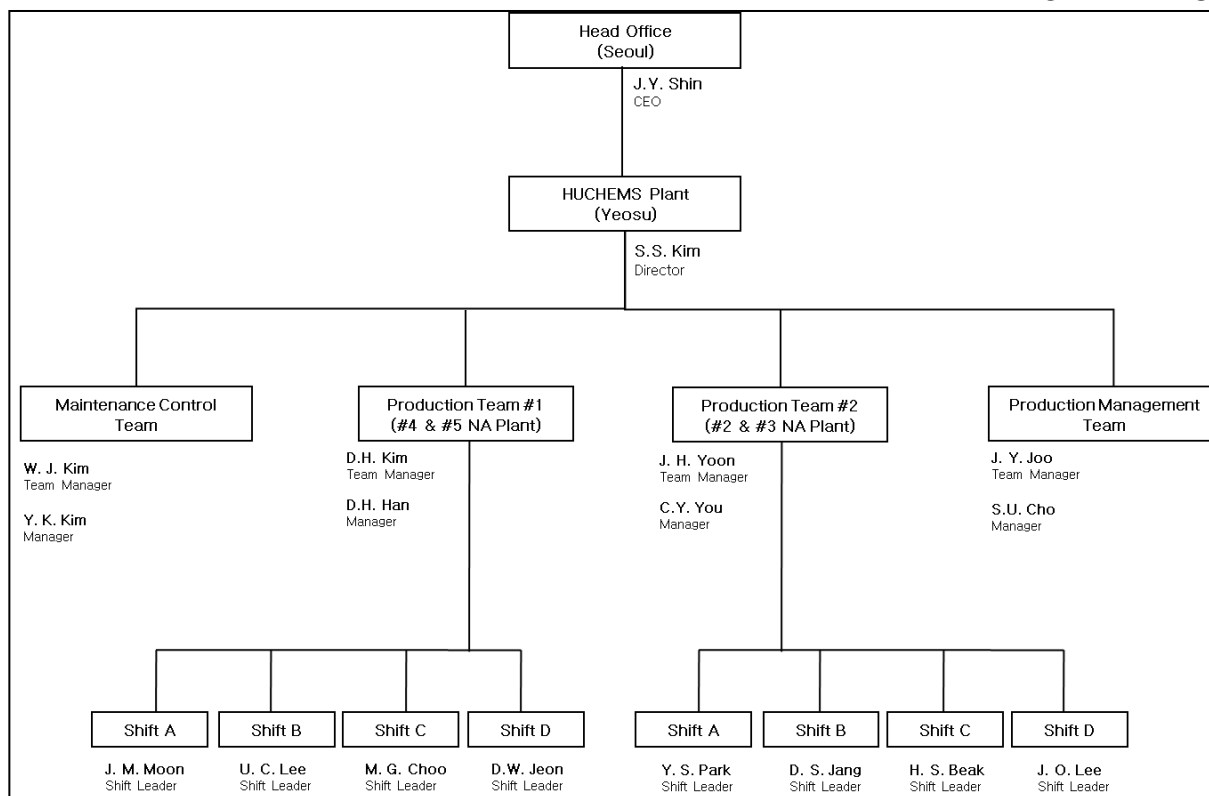 Head Office
(Seoul)
J.Y. Shin
CEO
HUCHEMS Plant
(Yeosu)
S.S. Kim
Director
Maintenance Control
Team
W. J. Kim
Team Manager
Y. K. Kim
Manager
Production Team #1
(#4 & #5 NA Plant)
D.H. Kim
Team Manager
D.H. Han
Manager
Production Team #2
(#2 & #3 NA Plant)
J. H. Yoon
Team Manager
C.Y. You
Manager
Production Management
Team
J. Y. Joo
Team Manager
S.U. Cho
Manager
Shift A
J. M. Moon
Shift Leader
Shift B
U. C. Lee
Shift Leader
Shift C
M. G. Choo
Shift Leader
Shift D
D.W. Jeon
Shift Leader
Shift A
Y. S. Park
Shift Leader
Shift B
D. S. Jang
Shift Leader
Shift C
H. S. Beak
Shift Leader
Shift D
J. O. Lee
Shift Leader